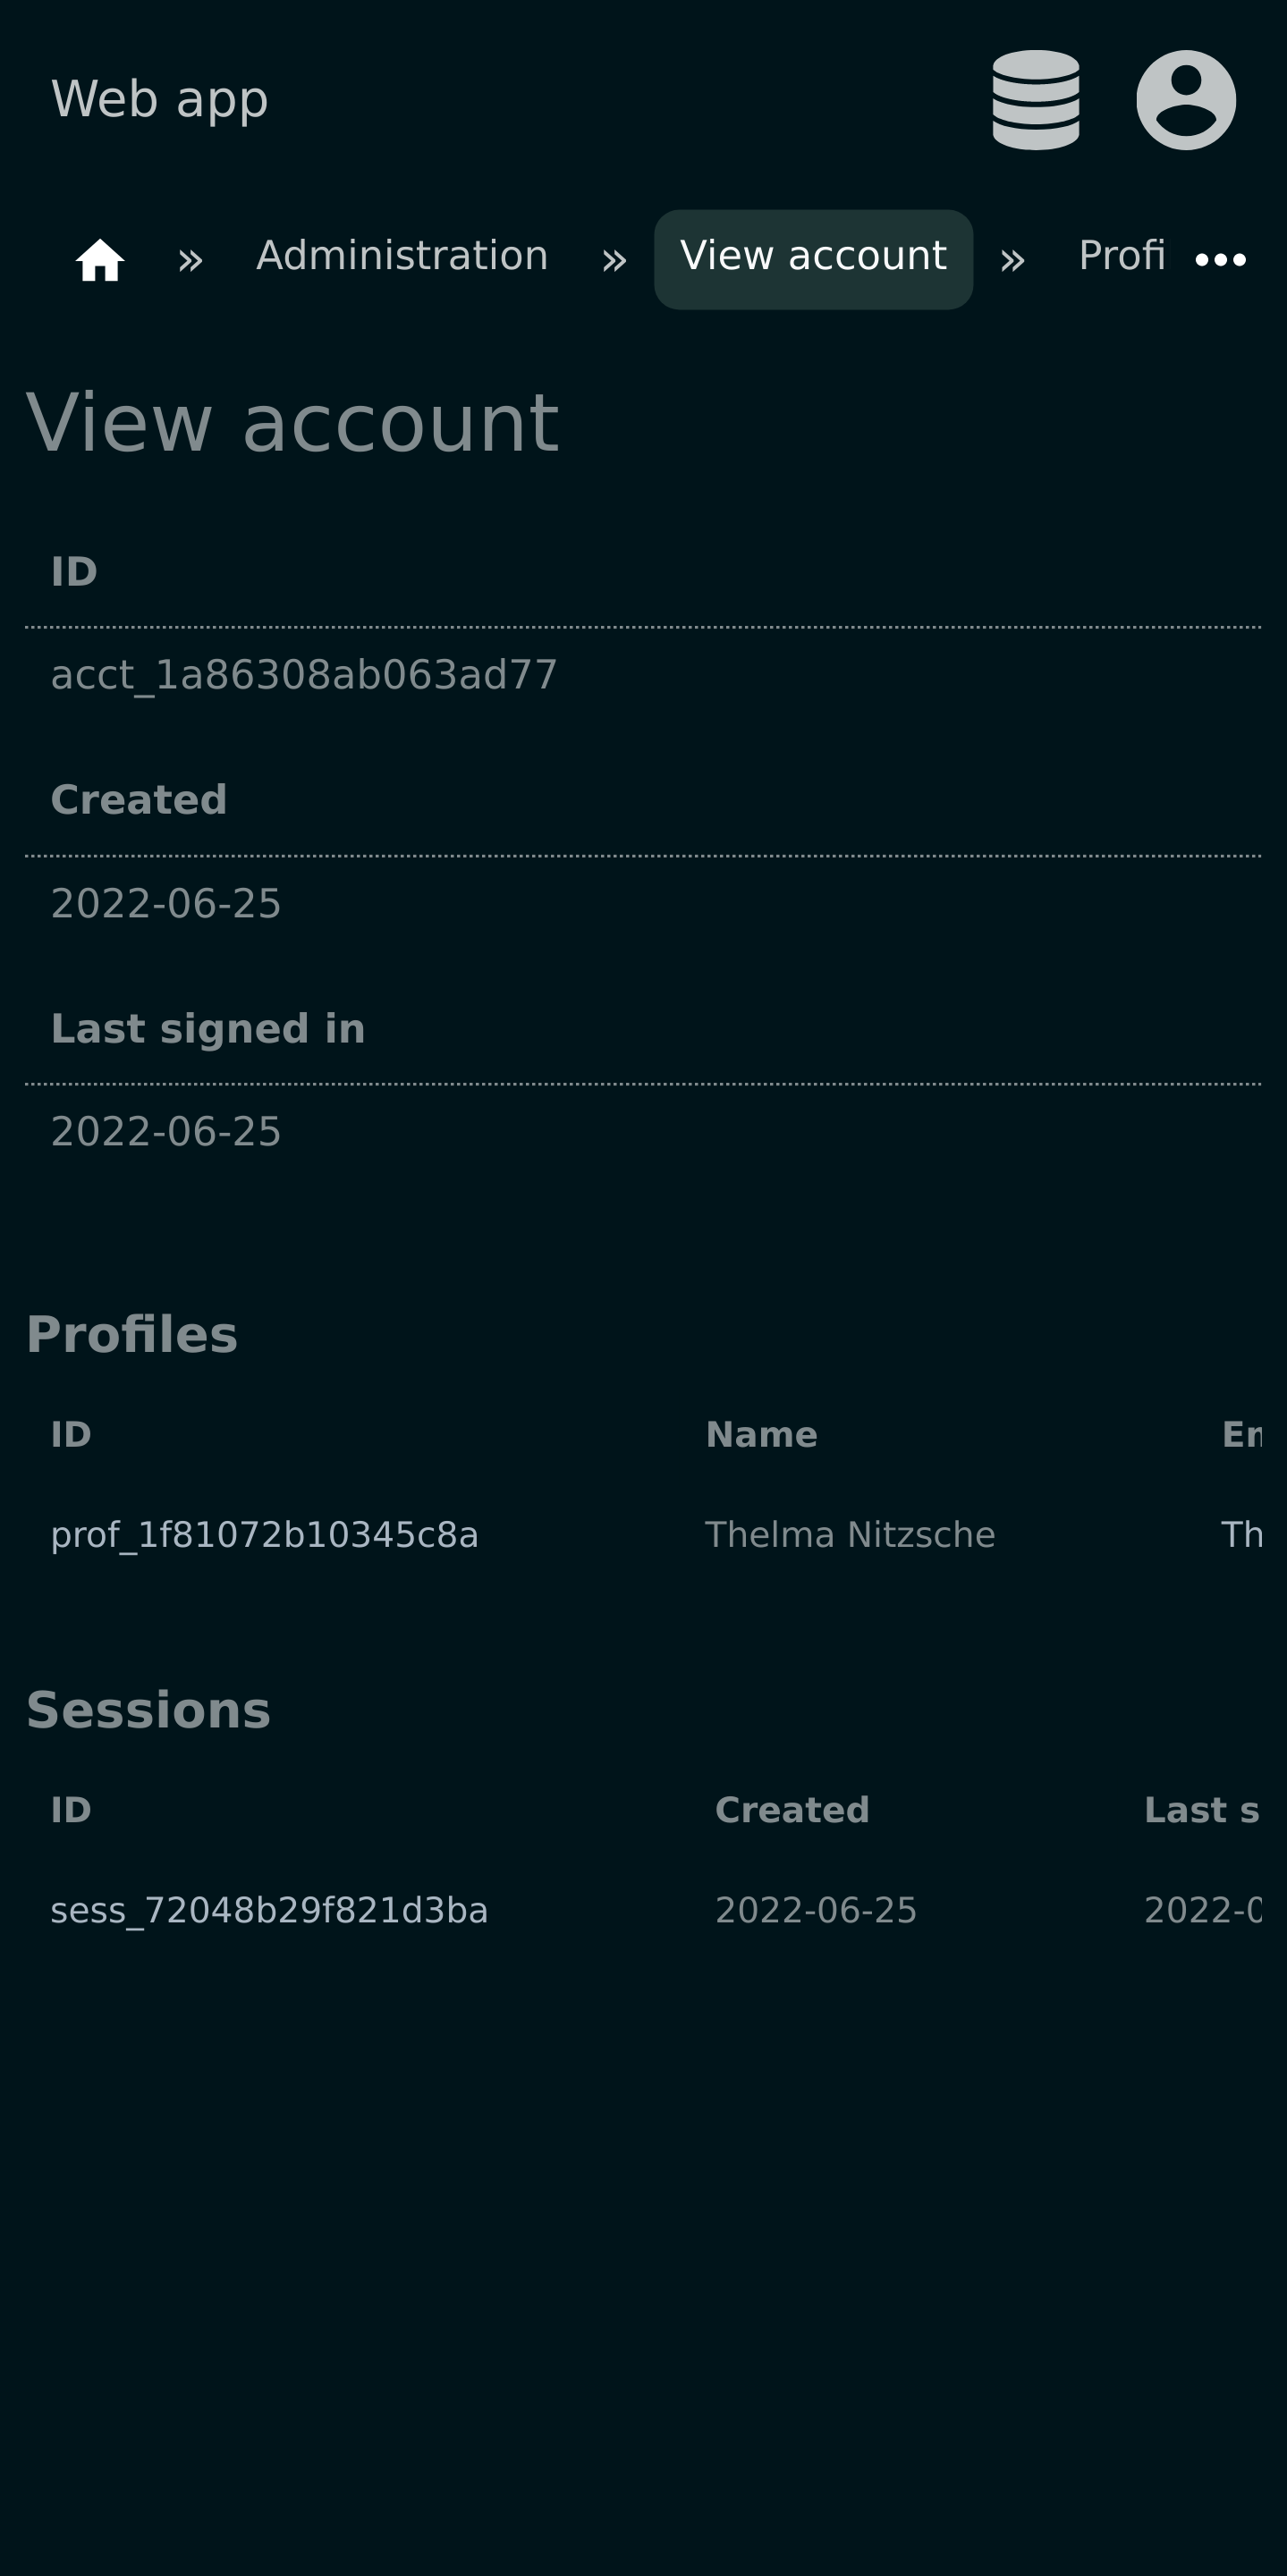 Web app
» Administration » View account » Profi
View account
ID
acct_1a86308ab063ad77
Created
2022-06-25
Last signed in
2022-06-25
Profiles
ID Name
prof_1f81072b10345c8a Thelma Nitzsche Th
Sessions
ID Created Last s
sess_72048b29f821d3ba 2022-06-25 2022-0